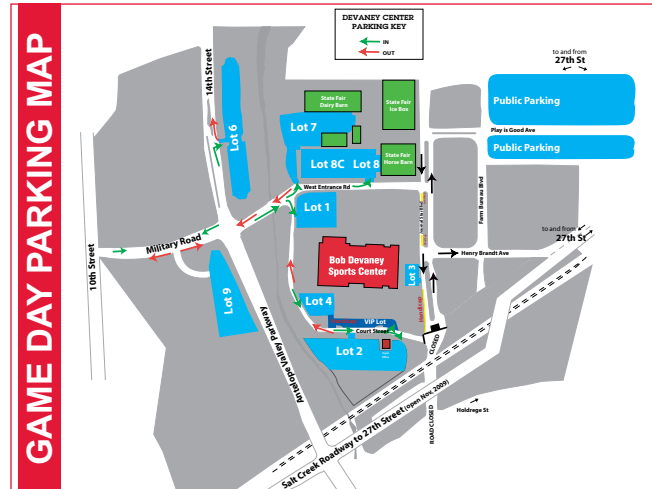 GAME DAY PARKING MAP
DEVANEY CENTER
PARKING KEY
IN
OUT
to and from
27th St
14th Street
State Fair
Dairy Barn
State Fair
Ice Box
Public Parking
Lot 6
Lot 7
Play is Good Ave
Lot 8C
Lot 8
State Fair
Horse Barn
Public Parking
West Entrance Rd
Lot 1
Farm Bureau Blvd
Military Road
10th Street
to and from
27th St
Henry Brandt Ave
Bob Devaney
Sports Center
Lot 3
Lot 9
Lot 4
VIP Lot
Court Street
Lot 2
CLOSED
Antelope Valley Parkway
Salt Creek Roadway to 27th Street (open Nov. 2009)
ROAD CLOSED
Holdrege St